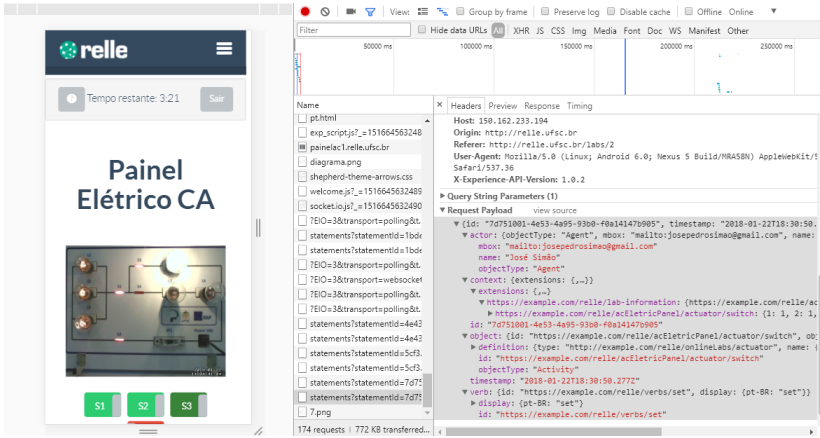 relle
Tempo restante: 3:21
Sair
Painel
Elétrico CA
S1
S2
S3
View:
Group by frame
Preserve log
Disable cache
Offline
Online
Filter
Hide data URLs
All
XHR
JS
CSS
Img
Media
Font
Doc
WS
Manifest
Other
50000 ms
100000 ms
150000 ms
200000 ms
250000 ms
Name
pt.html
exp_script.js?_=151664563248
painelac1.relle.ufsc.br
diagrama.png
shepherd-theme-arrows.css
welcome.js?_=1516645632489
socket.io.js?_=1516645632490
?EIO=3&transport=polling&t.
statements?statementId=1bde
statements?statementId=1bde
?EIO=3&transport=polling&t.
?EIO=3&transport=websocket
?EIO=3&transport=polling&t.
?EIO=3&transport=polling&t.
statements?statementId=4e43
statements?statementId=4e43
statements?statementId=5cf3.
statements?statementId=5cf3.
statements?statementId=7d75
statements?statementId=7d75
7.png
174 requests | 772 KB transferred...
× Headers Preview Response Timing
Host: 150.162.233.194
Origin: http://relle.ufsc.br
Referer: http://relle.ufsc.br/labs/2
User-Agent: Mozilla/5.0 (Linux; Android 6.0; Nexus 5 Build/MRA58N) AppleWebKit/5
Safari/537.36
X-Experience-API-Version: 1.0.2
Query String Parameters (1)
Request Payload view source
{id: "7d751001-4e53-4a95-93b0-f0a14147b905", timestamp: "2018-01-22T18:30:50.
actor: {objectType: "Agent", mbox: "mailto:josepedrosimao@gmail.com", name:
mbox: "mailto:josepedrosimao@gmail.com"
name: "José Simão"
objectType: "Agent"
context: {extensions: {,…}}
extensions: {,…}
https://example.com/relle/lab-information: {https://example.com/relle/ac
https://example.com/relle/acEletricPanel/actuator/switch: {1: 1, 2: 1,
id: "7d751001-4e53-4a95-93b0-f0a14147b905"
object: {id: "https://example.com/relle/acEletricPanel/actuator/switch", obj
definition: {type: "http://example.com/relle/onlineLabs/actuator", name: {
id: "https://example.com/relle/acEletricPanel/actuator/switch"
objectType: "Activity"
timestamp: "2018-01-22T18:30:50.277Z"
verb: {id: "https://example.com/relle/verbs/set", display: {pt-BR: "set"}}
display: {pt-BR: "set"}
id: "https://example.com/relle/verbs/set"